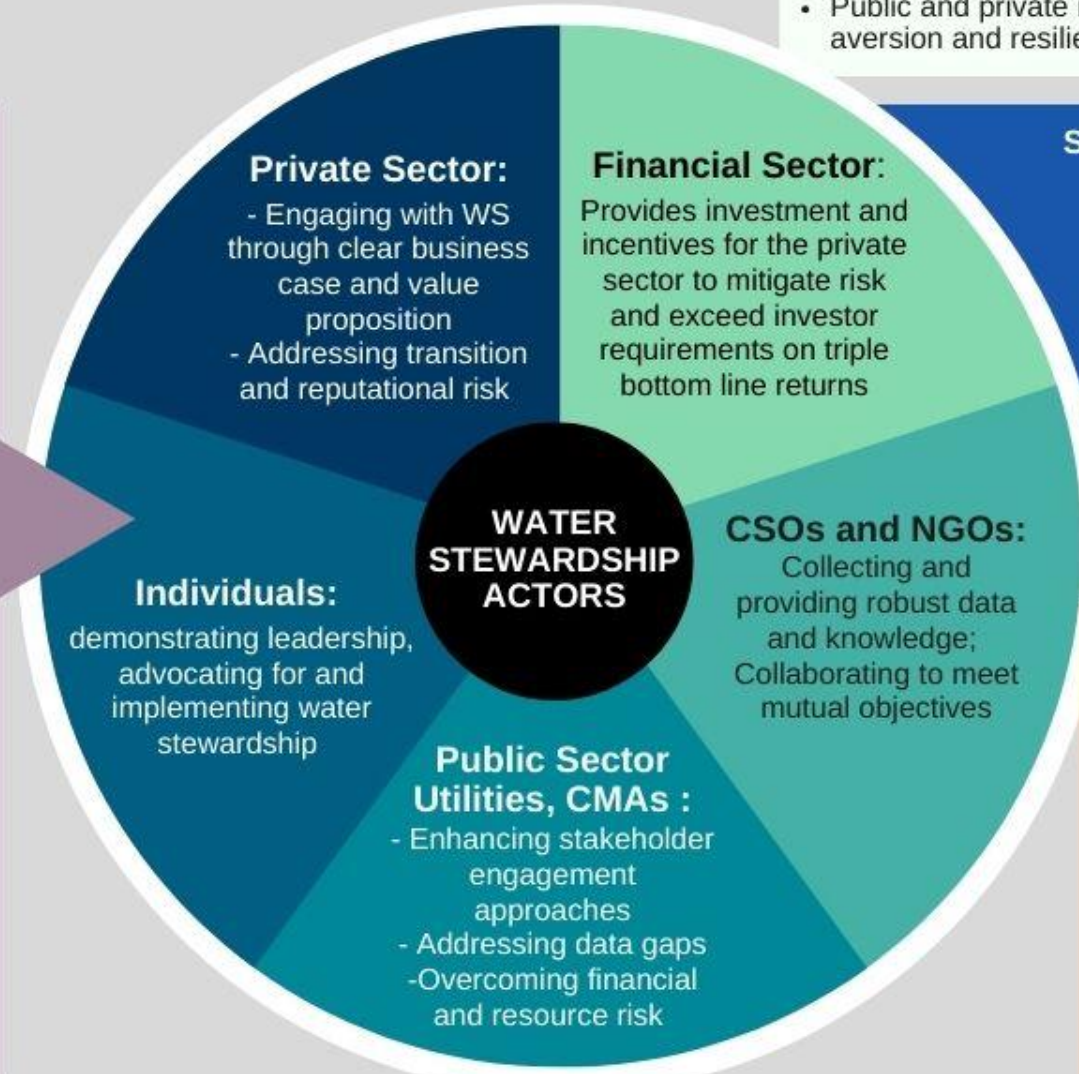 • Public and private
aversion and
S
Private Sector:
- Engaging with WS
through clear business
case and value
proposition
- Addressing transition
and reputational risk
Financial Sector:
Provides investment and
incentives for the private
sector to mitigate risk
and exceed investor
requirements on triple
bottom line returns
WATER
STEWARDSHIP
ACTORS
CSOs and NGOs:
Collecting and
providing robust data
and knowledge;
Collaborating to meet
mutual objectives
Individuals:
demonstrating leadership,
advocating for and
implementing water
stewardship
Public Sector
Utilities, CMAs :
- Enhancing stakeholder
engagement
approaches
- Addressing data gaps
-Overcoming financial
and resource risk